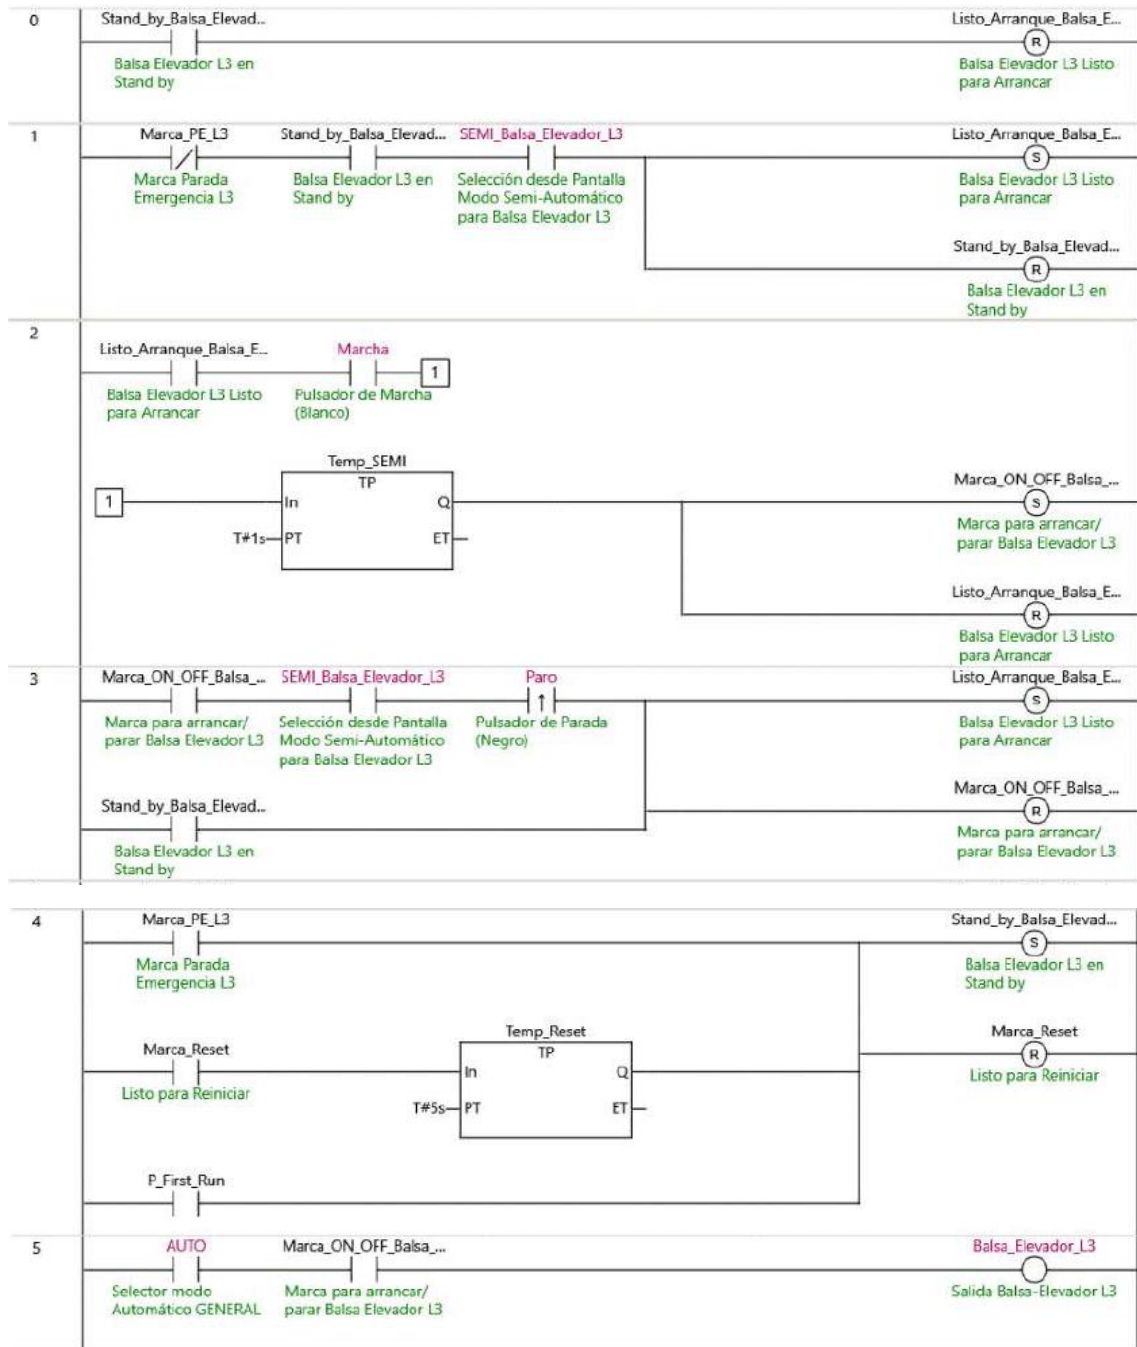 0
Stand_by_Balsa_Elevad...
Listo_Arranque_Balsa_E...
R
Balsa Elevador L3 en
Stand by
Balsa Elevador L3 Listo
para Arrancar
1
Marca_PE_L3
Stand_by_Balsa_Elevad...
SEMI_Balsa_Elevador_L3
Listo_Arranque_Balsa_E...
S
Marca Parada
Emergencia L3
Balsa Elevador L3 en
Stand by
Selección desde Pantalla
Modo Semi-Automático
para Balsa Elevador L3
Balsa Elevador L3 Listo
para Arrancar
Stand_by_Balsa_Elevad...
R
Balsa Elevador L3 en
Stand by
2
Listo_Arranque_Balsa_E...
Marcha
1
Balsa Elevador L3 Listo
para Arrancar
Pulsador de Marcha
(Blanco)
Temp_SEMI
TP
1
In
Q
T#1s
PT
ET
Marca_ON_OFF_Balsa_...
S
Marca para arrancar/
parar Balsa Elevador L3
Listo_Arranque_Balsa_E...
R
Balsa Elevador L3 Listo
para Arrancar
3
Marca_ON_OFF_Balsa_...
SEMI_Balsa_Elevador_L3
Paro
Listo_Arranque_Balsa_E...
S
Marca para arrancar/
parar Balsa Elevador L3
Selección desde Pantalla
Modo Semi-Automático
para Balsa Elevador L3
Pulsador de Parada
(Negro)
Balsa Elevador L3 Listo
para Arrancar
Stand_by_Balsa_Elevad...
Balsa Elevador L3 en
Stand by
Marca_ON_OFF_Balsa_...
R
Marca para arrancar/
parar Balsa Elevador L3
4
Marca_PE_L3
Stand_by_Balsa_Elevad...
S
Marca Parada
Emergencia L3
Balsa Elevador L3 en
Stand by
Marca_Reset
Listo para Reiniciar
Temp_Reset
TP
In
Q
T#5s
PT
ET
Marca_Reset
R
Listo para Reiniciar
P_First_Run
5
AUTO
Marca_ON_OFF_Balsa_...
Balsa_Elevador_L3
Selector modo
Automático GENERAL
Marca para arrancar/
parar Balsa Elevador L3
Salida Balsa-Elevador L3